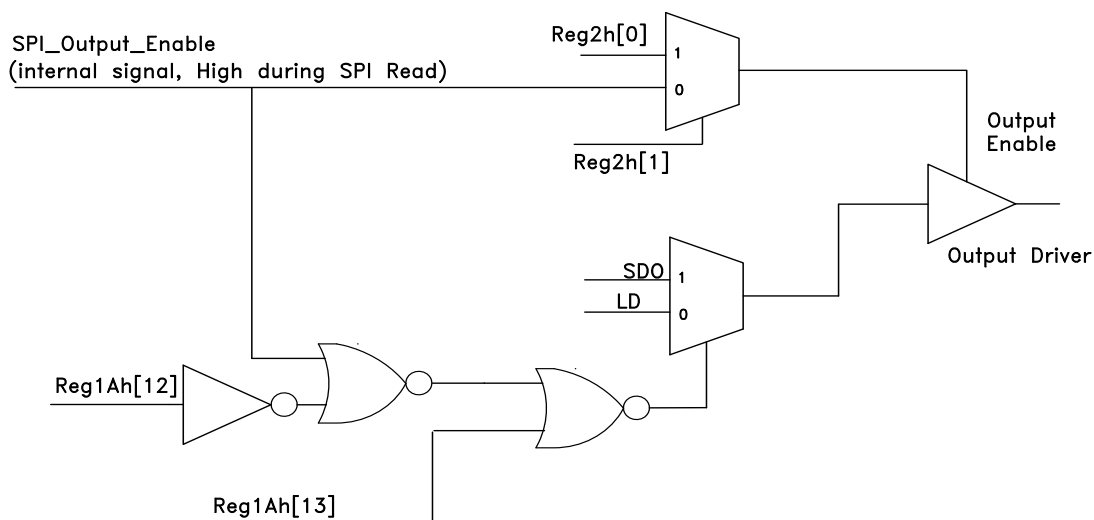 Reg2h[0]
SPI_Output_Enable
(internal signal, High during SPI Read)
1
0
Reg2h[1]
Output
Enable
Output Driver
SDO
1
LD
0
Reg1Ah[12]
Reg1Ah[13]